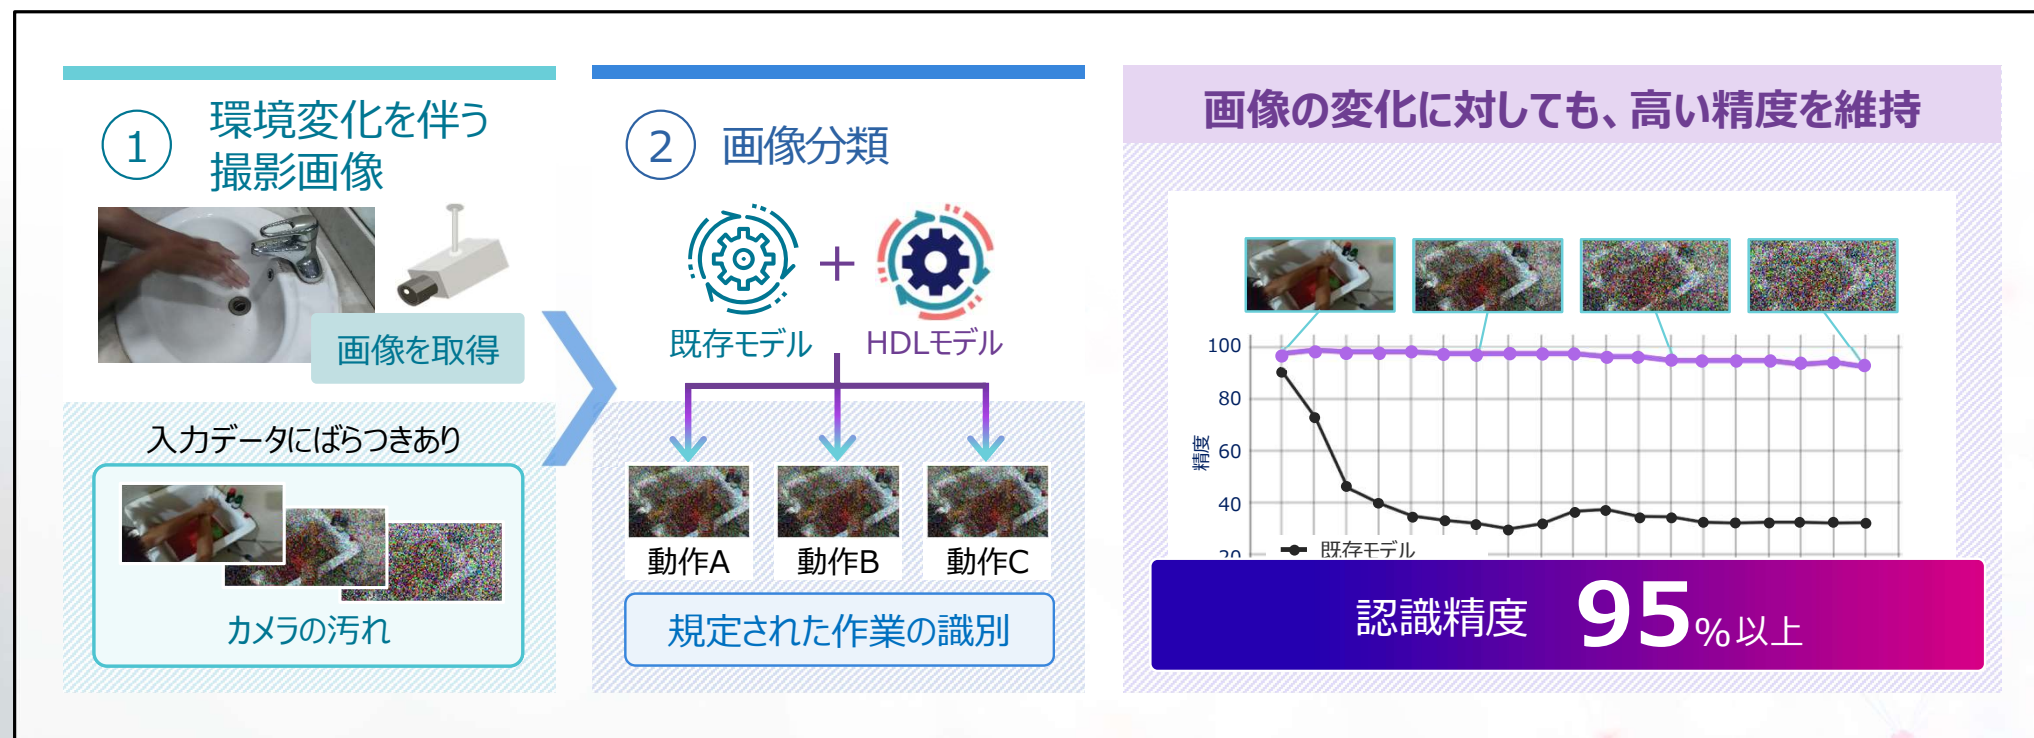 1
環境変化を伴う
撮影画像
画像を取得
入力データにばらつきあり
カメラの汚れ
2
画像分類
+
既存モデル
HDLモデル
動作A
動作B
動作C
規定された作業の識別
画像の変化に対しても、高い精度を維持
100
80
60
40
20
精度
既存モデル
認識精度 95%以上